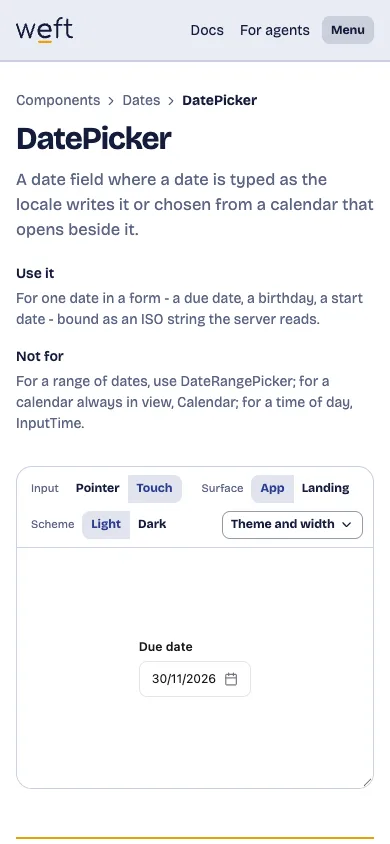 weft
Docs
For agents
Menu
Components > Dates > DatePicker
DatePicker
A date field where a date is typed as the
locale writes it or chosen from a calendar that
opens beside it.
Use it
For one date in a form - a due date, a birthday, a start
date - bound as an ISO string the server reads.
Not for
For a range of dates, use DateRangePicker; for a
calendar always in view, Calendar; for a time of day,
InputTime.
Input Pointer Touch Surface App Landing
Scheme Light Dark Theme and width
Due date
30/11/2026